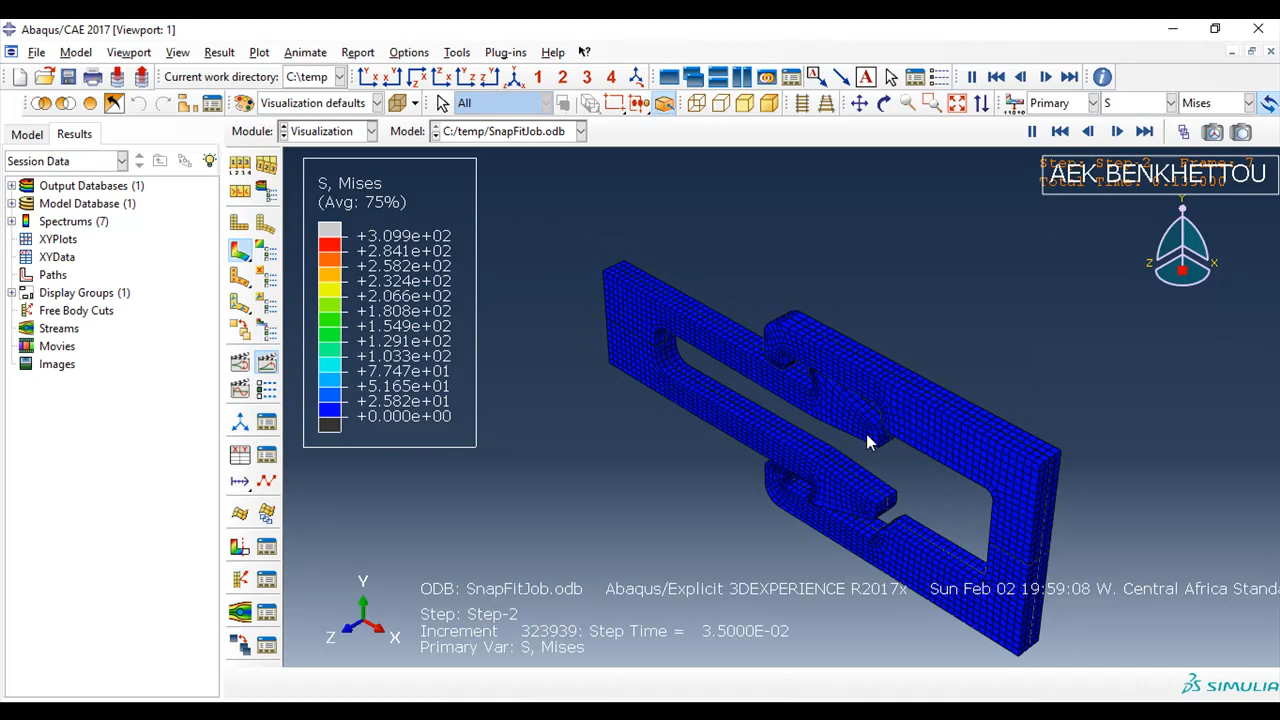 Abaqus/CAE 2017 [Viewport: 1]
File Model Viewport View Result Plot Animate Report Options Tools Plug-ins Help
Current work directory: C:\temp
1 2 3 4
Visualization defaults
All
Primary
S
Mises
Model Results
Module: Visualization Model: C:/temp/SnapFitJob.odb
Session Data
Output Databases (1)
Model Database (1)
Spectrums (7)
XYPlots
XYData
Paths
Display Groups (1)
Free Body Cuts
Streams
Movies
Images
S, Mises
(Avg: 75%)
+3.099e+02
+2.841e+02
+2.582e+02
+2.324e+02
+2.066e+02
+1.808e+02
+1.549e+02
+1.291e+02
+1.033e+02
+7.747e+01
+5.165e+01
+2.582e+01
+0.000e+00
AEK BENKHETTOU
Y
Z
X
Y
Z
X
ODB: SnapFitJob.odb Abaqus/Explicit 3DEXPERIENCE R2017x Sun Feb 02 19:59:08 W. Central Africa Standa
Step: Step-2
Increment 323939: Step Time = 3.5000E-02
Primary Var: S, Mises
SIMULIA